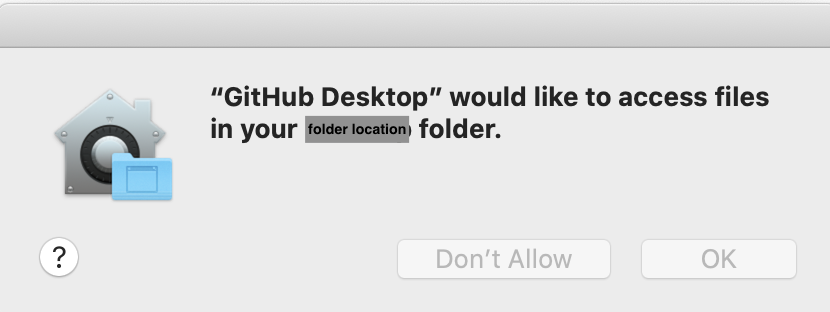 “GitHub Desktop” would like to access files
in your folder location folder.
?
Don’t Allow
OK